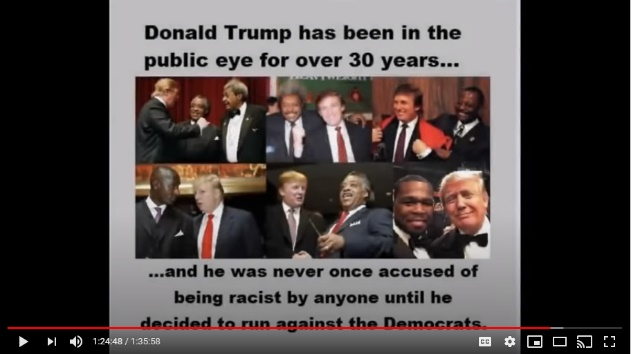 Donald Trump has been in the
public eye for over 30 years...
...and he was never once accused of
being racist by anyone until he
decided to run against the Democrats.
1:24:48 / 1:35:58
CC